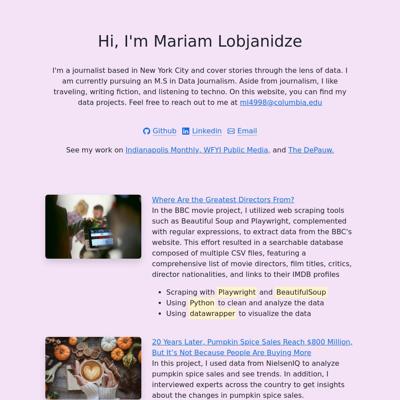 Hi, I'm Mariam Lobjanidze
I'm a journalist based in New York City and cover stories through the lens of data. I
am currently pursuing an M.S in Data Journalism. Aside from journalism, I like
traveling, writing fiction, and listening to techno. On this website, you can find my
data projects. Feel free to reach out to me at ml4998@columbia.edu
Github Linkedin Email
See my work on Indianapolis Monthly, WFYI Public Media, and The DePauw.
Where Are the Greatest Directors From?
In the BBC movie project, I utilized web scraping tools
such as Beautiful Soup and Playwright, complemented
with regular expressions, to extract data from the BBC's
website. This effort resulted in a searchable database
composed of multiple CSV files, featuring a
comprehensive list of movie directors, film titles, critics,
director nationalities, and links to their IMDB profiles
• Scraping with Playwright and BeautifulSoup
• Using Python to clean and analyze the data
• Using datawrapper to visualize the data
20 Years Later, Pumpkin Spice Sales Reach $800 Million,
But It's Not Because People Are Buying More
In this project, I used data from NielsenIQ to analyze
pumpkin spice sales and see trends. In addition, I
interviewed experts across the country to get insights
about the changes in pumpkin spice sales.